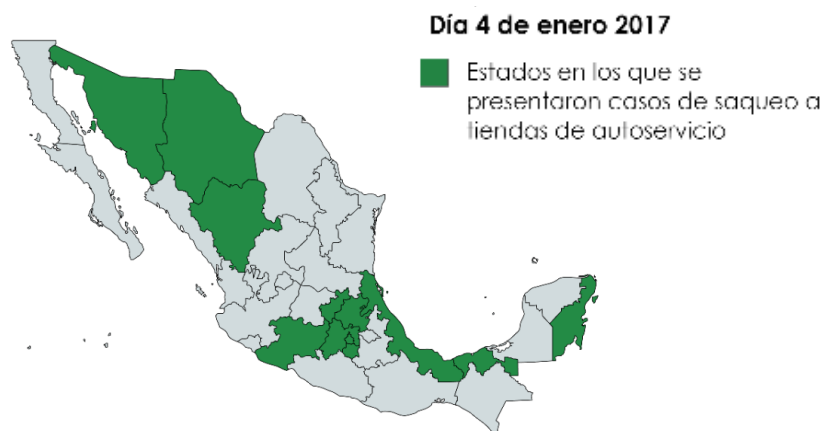 Día 4 de enero 2017
Estados en los que se
presentaron casos de saqueo a
tiendas de autoservicio